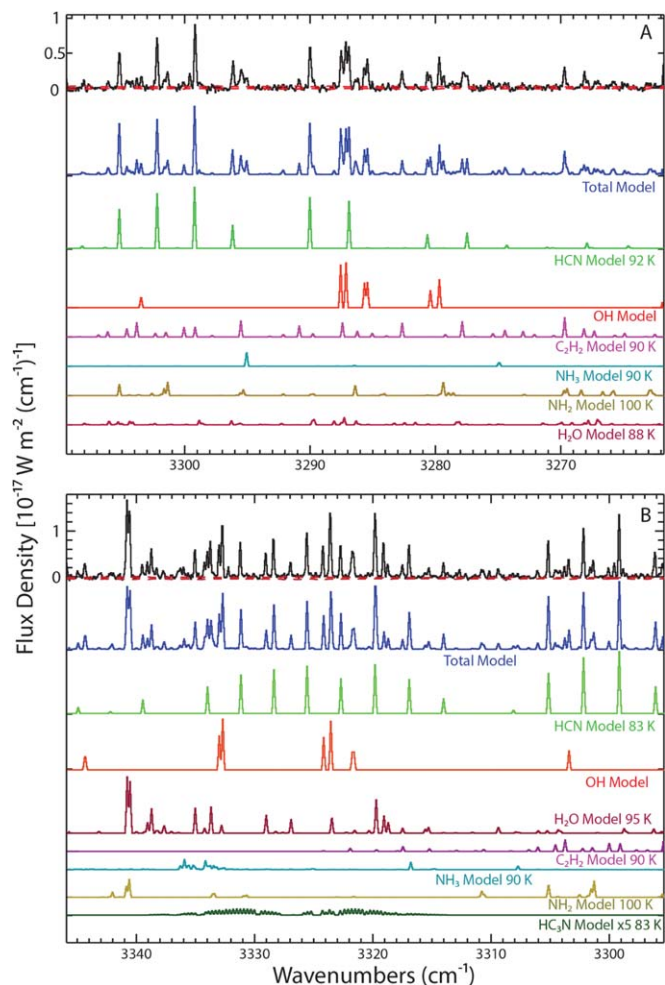 A
1
0.5
0
Total Model
HCN Model 92 K
OH Model
C₂H₂ Model 90 K
NH₃ Model 90 K
NH₂ Model 100 K
H₂O Model 88 K
3300 3290 3280 3270
B
1
0
Total Model
HCN Model 83 K
OH Model
H₂O Model 95 K
C₂H₂ Model 90 K
NH₃ Model 90 K
NH₂ Model 100 K
HC₃N Model x5 83 K
3340 3330 3320 3310 3300
Wavenumbers (cm⁻¹)
Flux Density [10⁻¹⁷ W m⁻² (cm⁻¹)⁻¹)